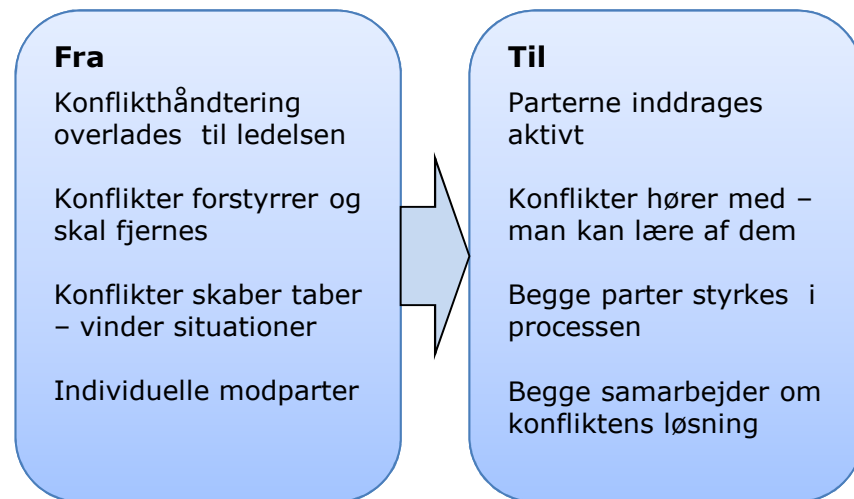 Fra
Konflikthåndtering
overlades til ledelsen
Konflikter forstyrrer og
skal fjernes
Konflikter skaber taber
– vinder situationer
Individuelle modparter
Til
Parterne inddrages
aktivt
Konflikter hører med –
man kan lære af dem
Begge parter styrkes i
processen
Begge samarbejder om
konfliktens løsning